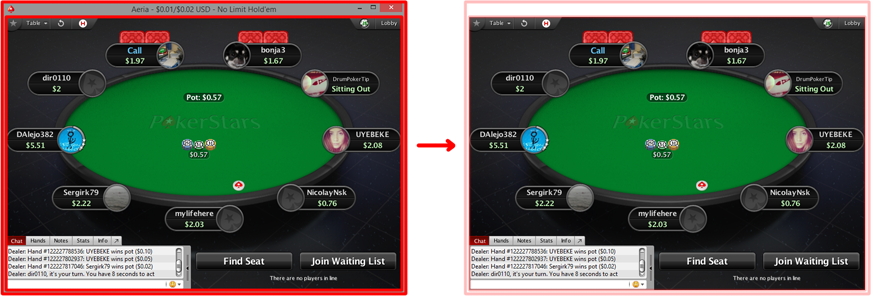 Aeria - $0.01/$0.02 USD - No Limit Hold'em
Table
H
Lobby
Call
$1.97
bonja3
$1.67
dir0110
$2
DrumPokerTip
Sitting Out
Pot: $0.57
PokerStars
DAlejo382
$5.51
UYEBEKE
$2.08
$0.57
Sergirk79
$2.22
NicolayNsk
$0.76
mylifehere
$2.03
Chat Hands Notes Stats Info
Dealer: Hand #122227788536: UYEBEKE wins pot ($0.10)
Dealer: Hand #122227802937: UYEBEKE wins pot ($0.05)
Dealer: Hand #122227817046: Sergirk79 wins pot ($0.02)
Dealer: dir0110, it's your turn. You have 8 seconds to act
Find Seat
Join Waiting List
There are no players in line
Table
H
Lobby
Call
$1.97
bonja3
$1.67
dir0110
$2
DrumPokerTip
Sitting Out
Pot: $0.57
PokerStars
DAlejo382
$5.51
UYEBEKE
$2.08
$0.57
Sergirk79
$2.22
NicolayNsk
$0.76
mylifehere
$2.03
Chat Hands Notes Stats Info
Dealer: Hand #122227788536: UYEBEKE wins pot ($0.10)
Dealer: Hand #122227802937: UYEBEKE wins pot ($0.05)
Dealer: Hand #122227817046: Sergirk79 wins pot ($0.02)
Dealer: dir0110, it's your turn. You have 8 seconds to act
Find Seat
Join Waiting List
There are no players in line